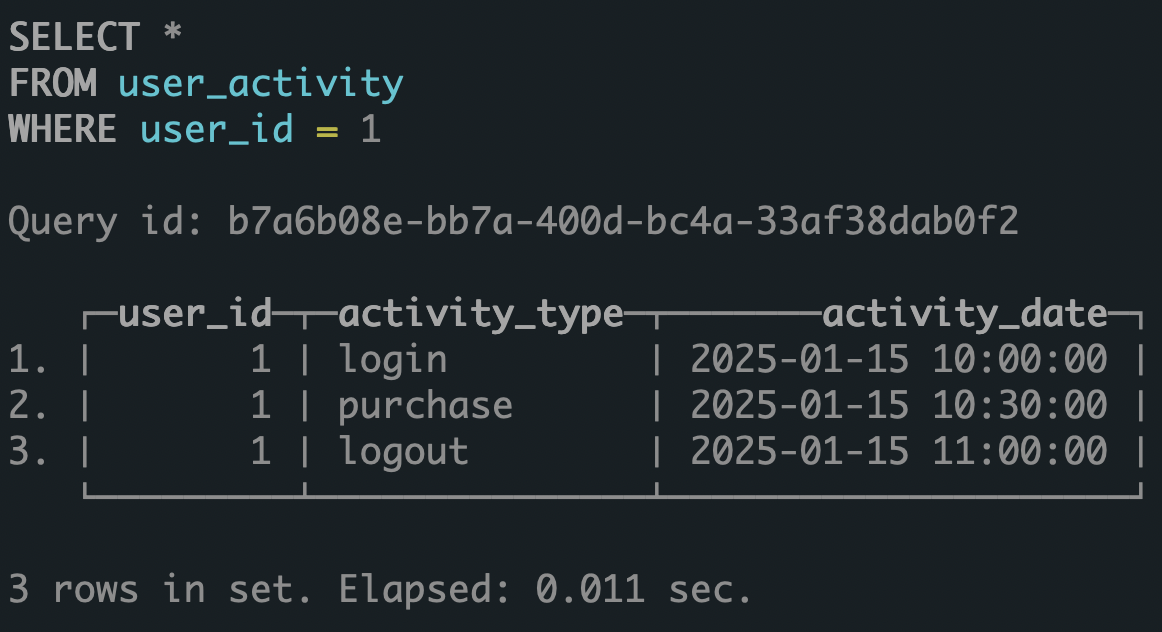 SELECT *
FROM user_activity
WHERE user_id = 1
Query id: b7a6b08e-bb7a-400d-bc4a-33af38dab0f2
user_id activity_type activity_date
1. 1 login 2025-01-15 10:00:00
2. 1 purchase 2025-01-15 10:30:00
3. 1 logout 2025-01-15 11:00:00
3 rows in set. Elapsed: 0.011 sec.